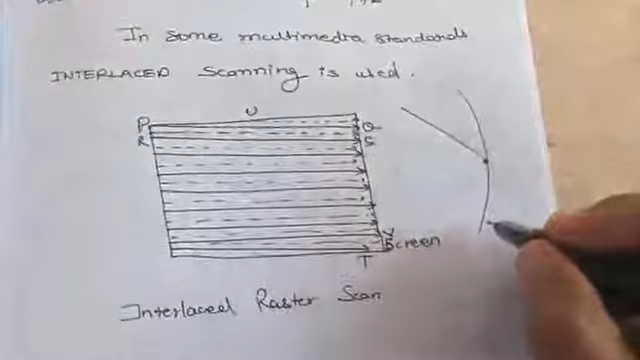 In some multimedia standards
INTERLACED scanning is used.
U
P
Q
R
S
V
Screen
T
Interlaced Raster Scan